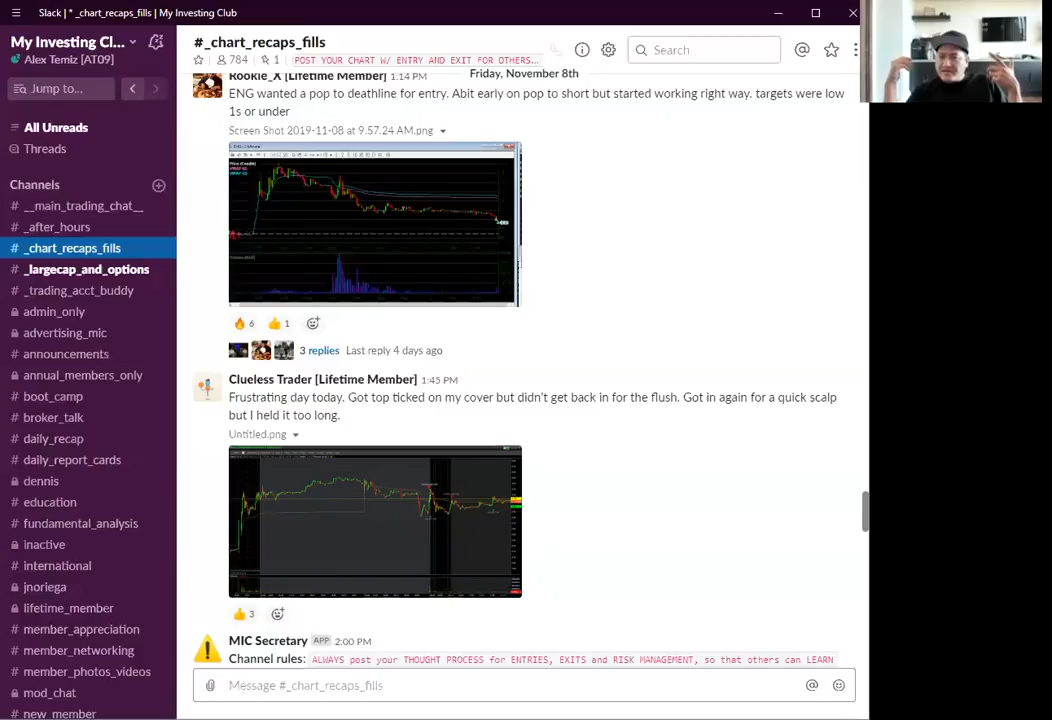 Slack | * _chart_recaps_fills | My Investing Club
My Investing Cl...
Alex Temiz [AT09]
Jump to...
All Unreads
Threads
Channels
# __main_trading_chat__
# _after_hours
# _chart_recaps_fills
# _largecap_and_options
# _trading_acct_buddy
admin_only
advertising_mic
# announcements
annual_members_only
# boot_camp
# broker_talk
# daily_recap
# daily_report_cards
dennis
# education
# fundamental_analysis
inactive
# international
jnoriega
lifetime_member
# member_appreciation
# member_networking
# member_photos_videos
mod_chat
# new_member
#_chart_recaps_fills
784
1
POST YOUR CHART W/ ENTRY AND EXIT FOR OTHERS...
Search
Friday, November 8th
Rookie_X [Lifetime Member] 1:14 PM
ENG wanted a pop to deathline for entry. Abit early on pop to short but started working right way. targets were low
1s or under
Screen Shot 2019-11-08 at 9.57.24 AM.png
6
1
3 replies Last reply 4 days ago
Clueless Trader [Lifetime Member] 1:45 PM
Frustrating day today. Got top ticked on my cover but didn't get back in for the flush. Got in again for a quick scalp
but I held it too long.
Untitled.png
3
MIC Secretary APP 2:00 PM
Channel rules: ALWAYS post your THOUGHT PROCESS for ENTRIES, EXITS and RISK MANAGEMENT, so that others can LEARN
Message #_chart_recaps_fills